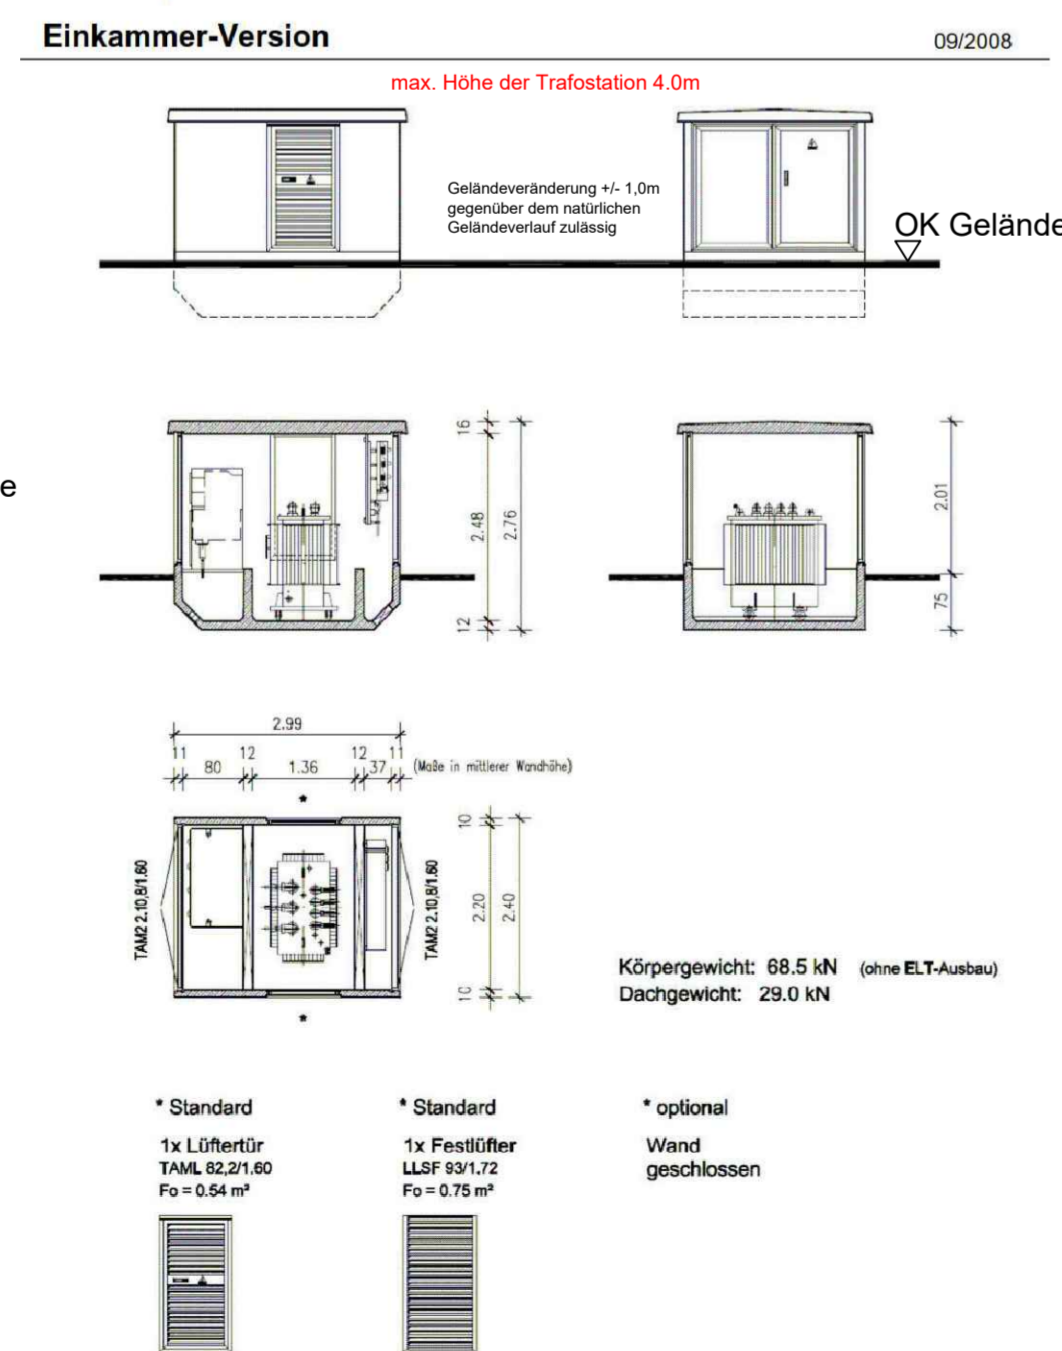 Einkammer-Version
09/2008
max. Höhe der Trafostation 4.0m
Geländeveränderung +/- 1,0m
gegenüber dem natürlichen
Geländeverlauf zulässig
OK Gelände
e
16
2.48
2.76
12
2.01
75
2.99
11 80 12 1.36 12 37 11
(Maße in mittlerer Wandhöhe)
*
TAM2 2.10,8/1.60
TAM2 2.10,8/1.60
10
2.20
2.40
10
*
Körpergewicht: 68.5 kN (ohne ELT-Ausbau)
Dachgewicht: 29.0 kN
* Standard
1x Lüftertür
TAML 82,2/1.60
Fo = 0.54 m²
* Standard
1x Festlüfter
LLSF 93/1.72
Fo = 0.75 m²
* optional
Wand
geschlossen